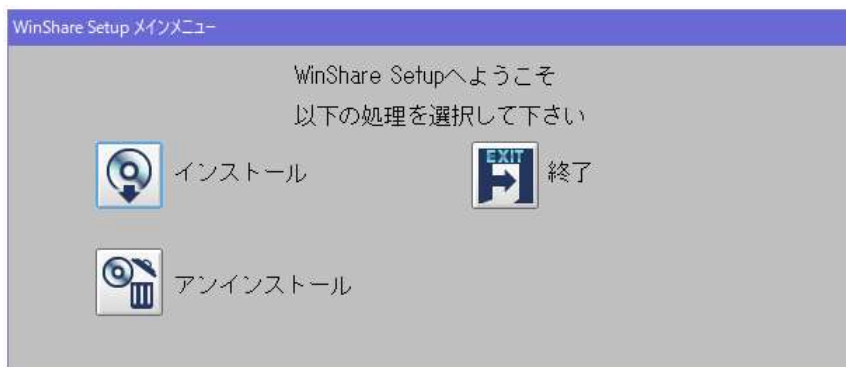 WinShare Setup メインメニュー
WinShare Setupへようこそ
以下の処理を選択して下さい
インストール
EXIT 終了
アンインストール